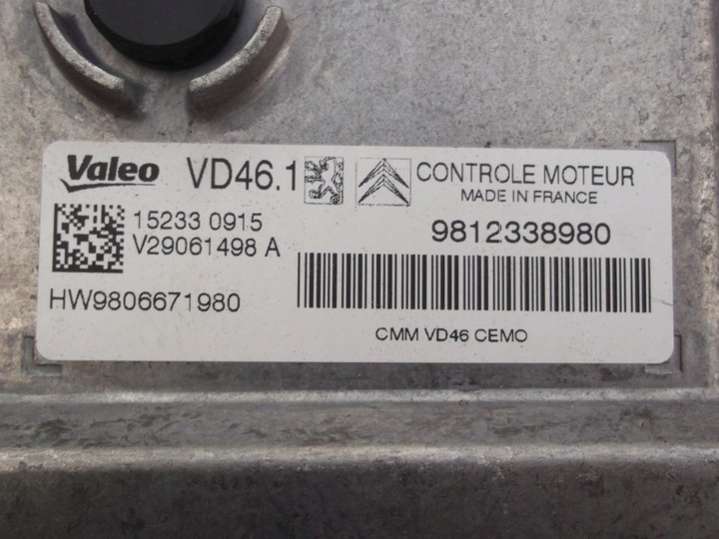 Valeo VD46.1 CONTROLE MOTEUR
MADE IN FRANCE
15233 0915
V29061498 A
9812338980
HW9806671980
CMM VD46 CEMO